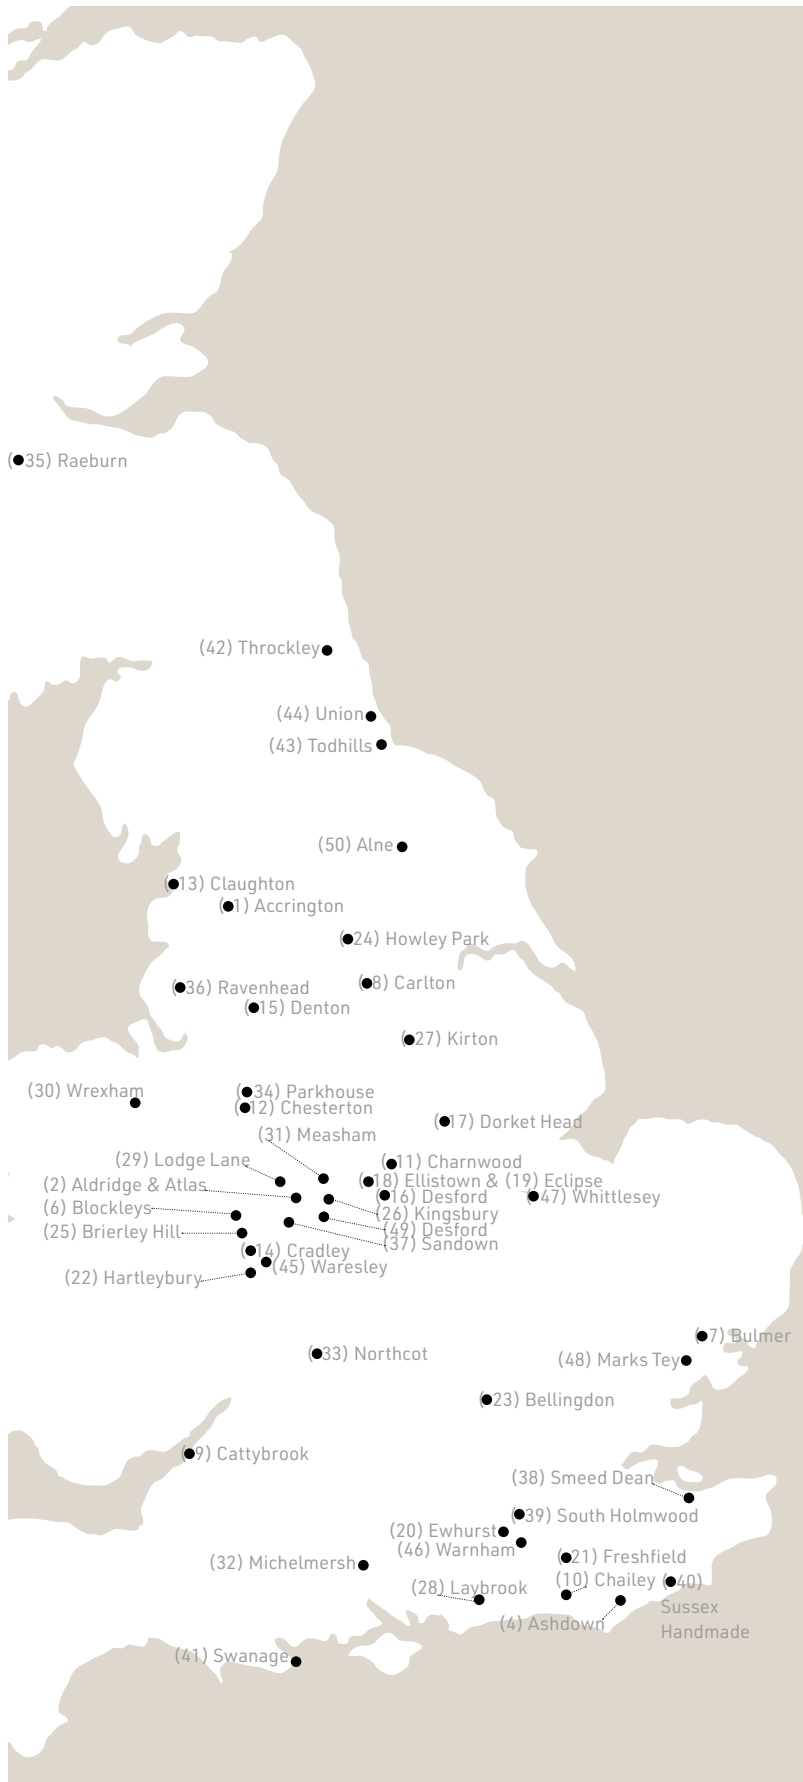 (35) Raeburn
(42) Throckley
(44) Union
(43) Todhills
(50) Alne
(13) Claughton
(1) Accrington
(24) Howley Park
(8) Carlton
(36) Ravenhead
(15) Denton
(27) Kirton
(30) Wrexham
(34) Parkhouse
(12) Chesterton
(17) Dorket Head
(31) Measham
(29) Lodge Lane
(11) Charnwood
(18) Ellistown & (19) Eclipse
(2) Aldridge & Atlas
(16) Desford
(47) Whittlesey
(6) Blockleys
(26) Kingsbury
(49) Desford
(25) Brierley Hill
(37) Sandown
(14) Cradley
(45) Waresley
(22) Hartleybury
(7) Bulmer
(33) Northcot
(48) Marks Tey
(23) Bellingdon
(9) Cattybrook
(38) Smeed Dean
(39) South Holmwood
(20) Ewhurst
(46) Warnham
(32) Michelmersh
(21) Freshfield
(10) Chailey
(40)
Sussex
Handmade
(28) Laybrook
(4) Ashdown
(41) Swanage